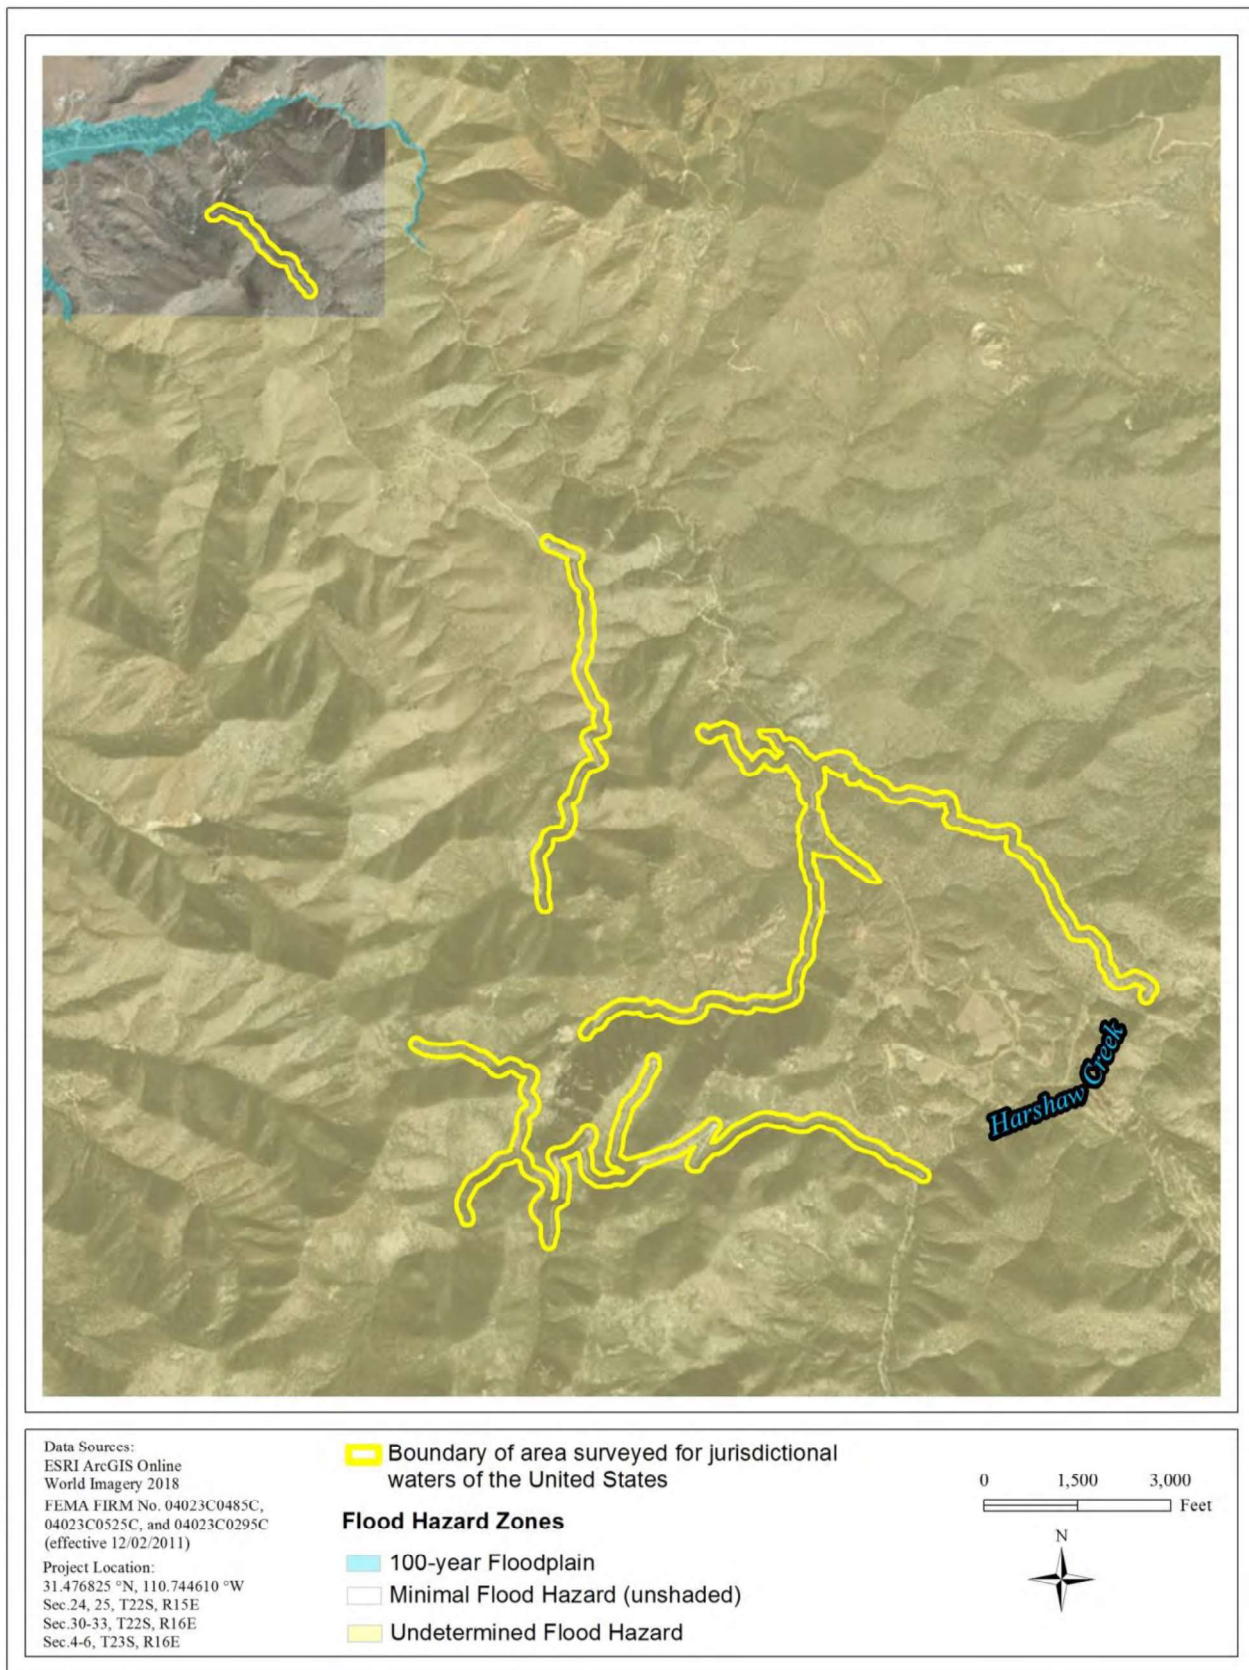 Harshaw Creek
Data Sources:
ESRI ArcGIS Online
World Imagery 2018
FEMA FIRM No. 04023C0485C,
04023C0525C, and 04023C0295C
(effective 12/02/2011)
Project Location:
31.476825 °N, 110.744610 °W
Sec.24, 25, T22S, R15E
Sec.30-33, T22S, R16E
Sec.4-6, T23S, R16E
Boundary of area surveyed for jurisdictional
waters of the United States
Flood Hazard Zones
100-year Floodplain
Minimal Flood Hazard (unshaded)
Undetermined Flood Hazard
0 1,500 3,000
Feet
N